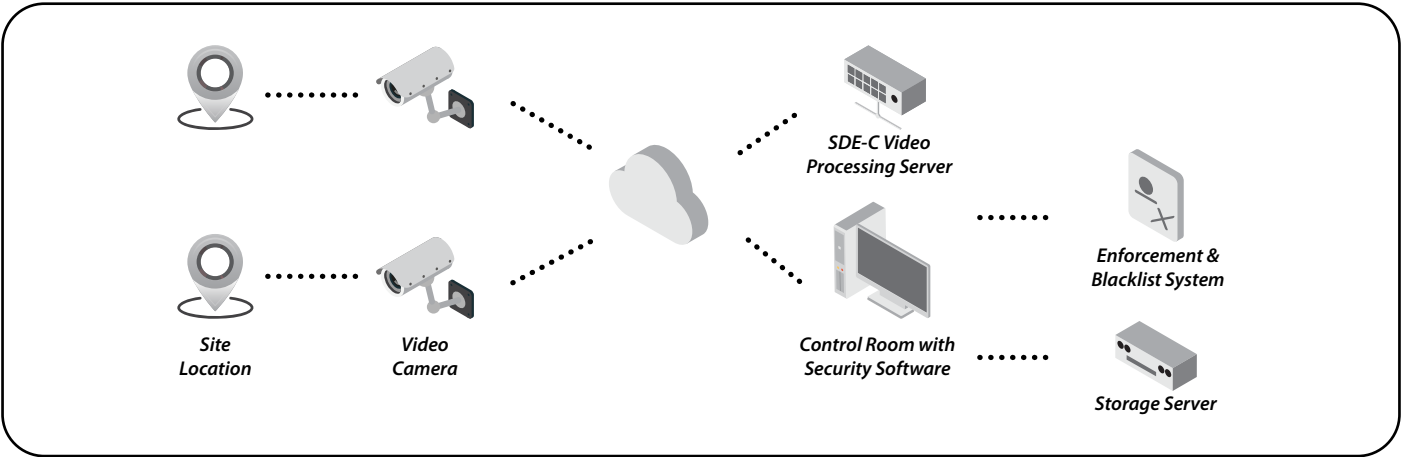 SDE-C Video
Processing Server
Enforcement &
Blacklist System
Site
Location
Video
Camera
Control Room with
Security Software
Storage Server